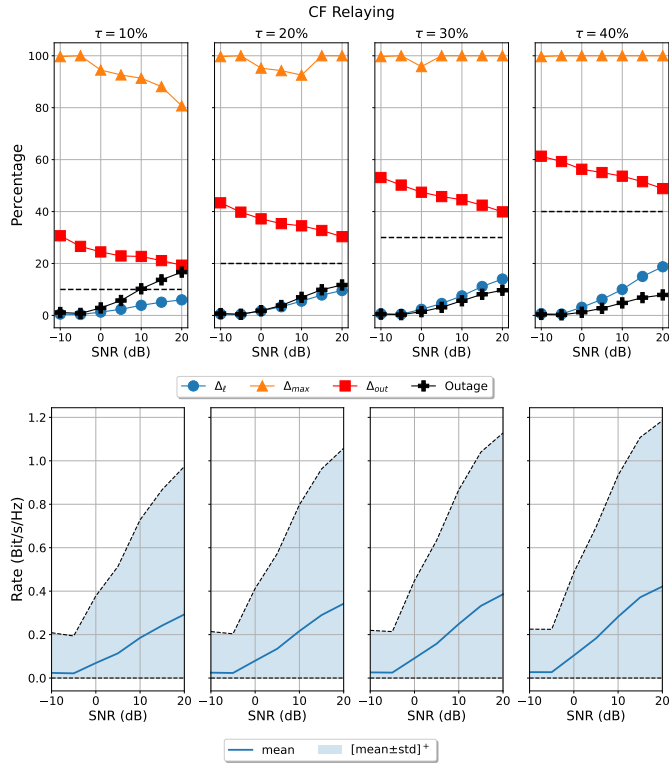 CF Relaying
τ = 10%
τ = 20%
τ = 30%
τ = 40%
Percentage
100
80
60
40
20
0
−10 0 10 20
−10 0 10 20
−10 0 10 20
−10 0 10 20
SNR (dB)
SNR (dB)
SNR (dB)
SNR (dB)
Δℓ Δmax Δout Outage
Rate (Bit/s/Hz)
1.2
1.0
0.8
0.6
0.4
0.2
0.0
−10 0 10 20
−10 0 10 20
−10 0 10 20
−10 0 10 20
SNR (dB)
SNR (dB)
SNR (dB)
SNR (dB)
mean [mean±std]⁺